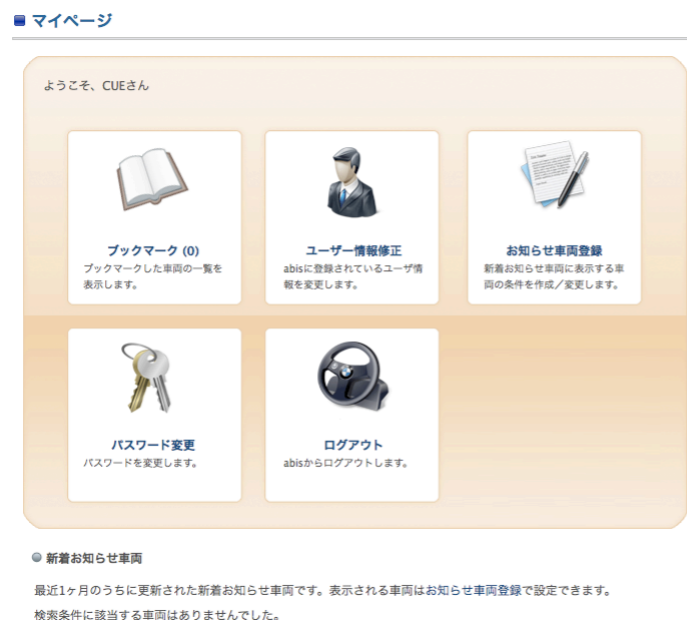 マイページ
ようこそ、CUEさん
ブックマーク (0)
ブックマークした車両の一覧を
表示します。
ユーザー情報修正
abisに登録されているユーザ情
報を変更します。
お知らせ車両登録
新着お知らせ車両に表示する車
両の条件を作成／変更します。
パスワード変更
パスワードを変更します。
ログアウト
abisからログアウトします。
新着お知らせ車両
最近1ヶ月のうちに更新された新着お知らせ車両です。表示される車両はお知らせ車両登録で設定できます。
検索条件に該当する車両はありませんでした。